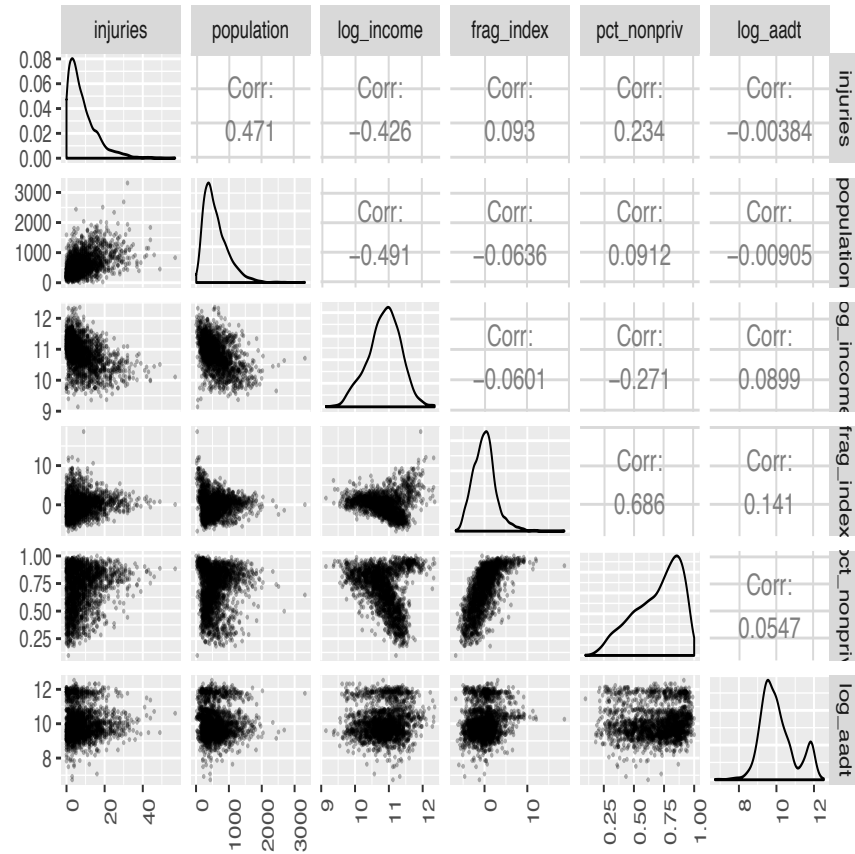 injuries population log_income frag_index pct_nonpriv log_aadt
0.08
0.06
0.04
0.02
0.00
Corr: Corr: Corr: Corr: Corr:
0.471 −0.426 0.093 0.234 −0.00384
injuries
3000
2000
1000
0
Corr: Corr: Corr: Corr:
−0.491 −0.0636 0.0912 −0.00905
population
12
11
10
9
Corr: Corr: Corr:
−0.0601 −0.271 0.0899
og_income
10
0
Corr: Corr:
0.686 0.141
frag_index
1.00
0.75
0.50
0.25
Corr:
0.0547
pct_nonpriv
12
10
8
log_aadt
0 20 40 0 1000 2000 3000 9 10 11 12 0 10 0.25 0.50 0.75 1.00 8 10 12